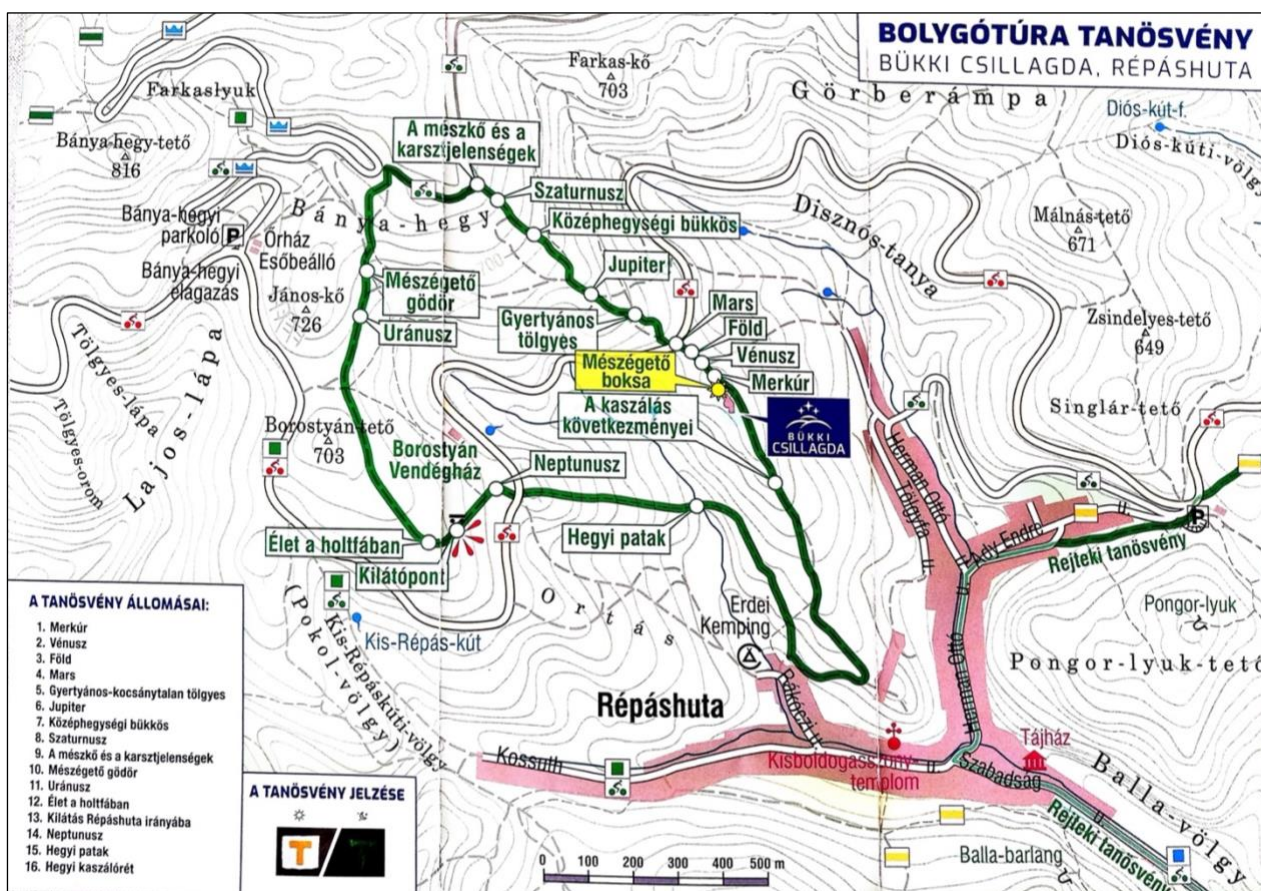 BOLYGÓTÚRA TANÖSVÉNY
BÜKKI CSILLAGDA, RÉPÁSHUTA
Farkas-kő
703
Görberámpa
Diós-kút-f.
Diós-kúti-völgy
Farkaslyuk
Bánya-hegy-tető
816
A mészkő és a
karsztjelenségek
Szaturnusz
Bánya-hegy
Középhegységi bükkös
Disznós-tanya
Málnás-tető
671
Bánya-hegyi
parkoló
P
Őrház
Esőbeálló
Bánya-hegyi
elágazás
János-kő
726
Mészégető
gödör
Uránusz
Jupiter
Gyertyános
tölgyes
Mars
Föld
Vénusz
Merkúr
Zsindelyes-tető
649
Mészégető
boksa
A kaszálás
következményei
BÜKKI
CSILLAGDA
Singlár-tető
Tölgyes-lápa
Tölgyes-orom
Lajos-lápa
Borostyán-tető
703
Borostyán
Vendégház
Neptunusz
Herman Ottó
Tölgyfa
u.
Ady Endre
u.
P
Rejteki tanösvény
Élet a holtfában
Kilátópont
Hegyi patak
Kis-Répás-kút
Kis-Répáskúti-völgy
(Pokol-völgy)
Ortás
Erdei
Kemping
Pongor-lyuk
Pongor-lyuk-tető
Herman Ottó
u.
Répáshuta
Rákóczi u.
Kossuth
u.
Kisboldogasszony-
templom
Szabadság
u.
Tájház
Balla-völgy
Rejteki tanösvény
Balla-barlang
A TANÖSVÉNY ÁLLOMÁSAI:
1. Merkúr
2. Vénusz
3. Föld
4. Mars
5. Gyertyános-kocsánytalan tölgyes
6. Jupiter
7. Középhegységi bükkös
8. Szaturnusz
9. A mészkő és a karsztjelenségek
10. Mészégető gödör
11. Uránusz
12. Élet a holtfában
13. Kilátás Répáshuta irányába
14. Neptunusz
15. Hegyi patak
16. Hegyi kaszálórét
A TANÖSVÉNY JELZÉSE
T
T
0 100 200 300 400 500 m